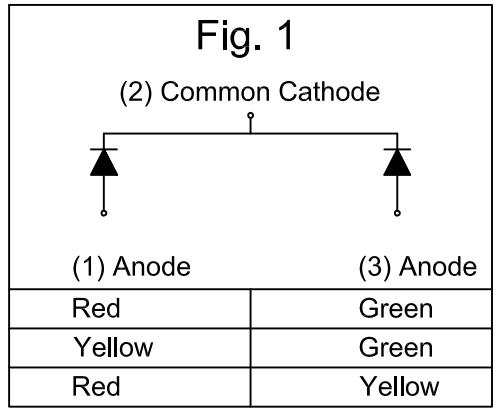 Fig. 1
(2) Common Cathode
(1) Anode (3) Anode
Red Green
Yellow Green
Red Yellow